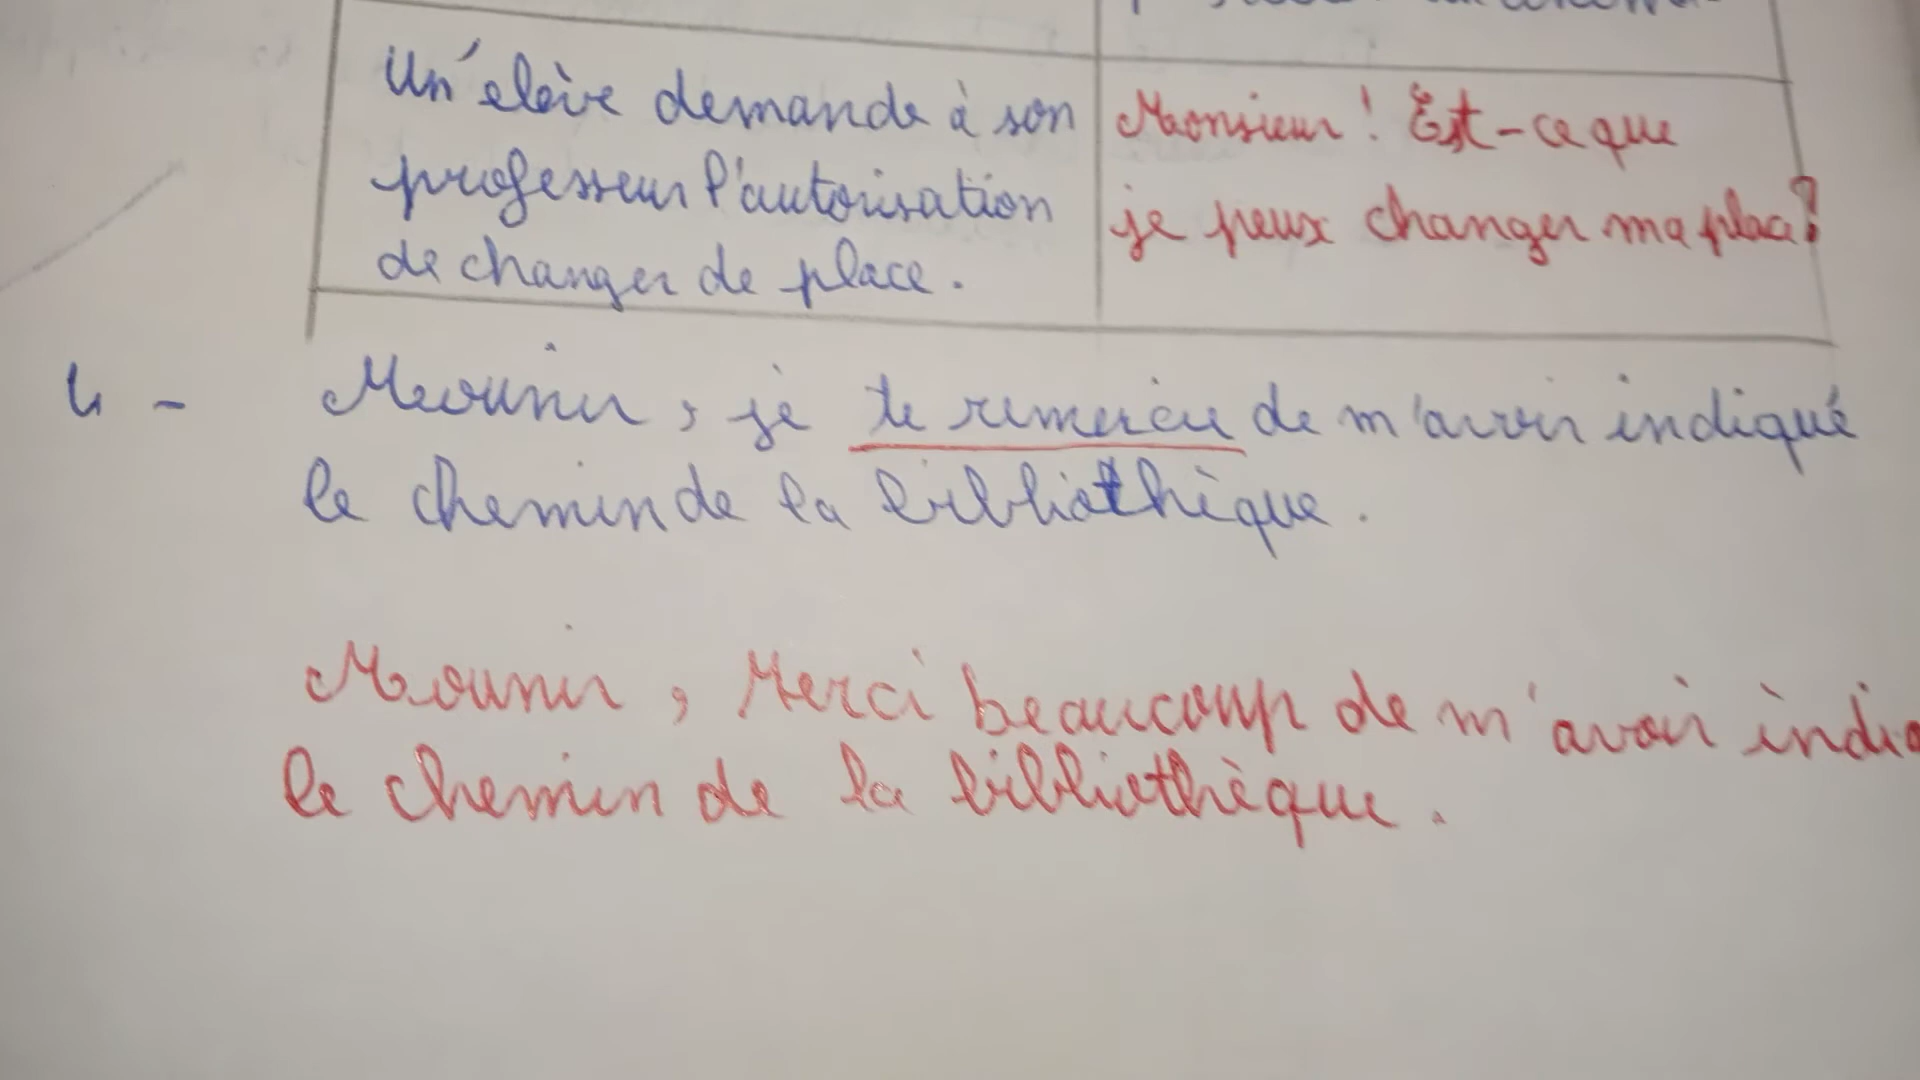 Un élève demande à son
professeur l'autorisation
de changer de place.
Monsieur ! Est-ce que
je peux changer ma place?
4 - Mounir, je te remercie de m'avoir indiqué
le chemin de la bibliothèque.
Mounir, Merci beaucoup de m'avoir indiq
le chemin de la bibliothèque.